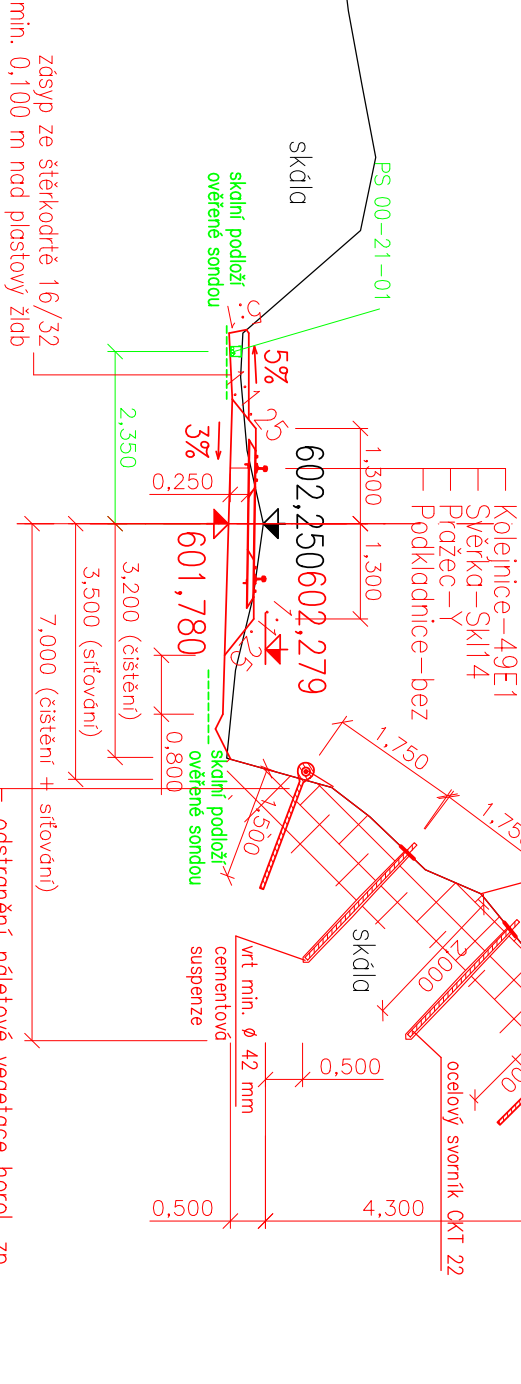 skála
PS 00-21-01
skalní podloží
ověřené sondou
zásyp ze štěrkodrtě 16/32
min. 0,100 m nad plastový žlab
5%
3%
1:1,25
2,350
0,250
1,300
1,300
602,250
602,279
601,780
Kolejnice-49E1
Svěrka-Skl14
Pražec-Y
Podkladnice-bez
3,200 (čištění)
3,500 (síťování)
7,000 (čištění + síťování)
0,800
skalní podloží
ověřené sondou
1,750
1,500
2,000
skála
vrt min. ø 42 mm
cementová
suspenze
ocelový svorník CKT 22
0,500
0,500
4,300